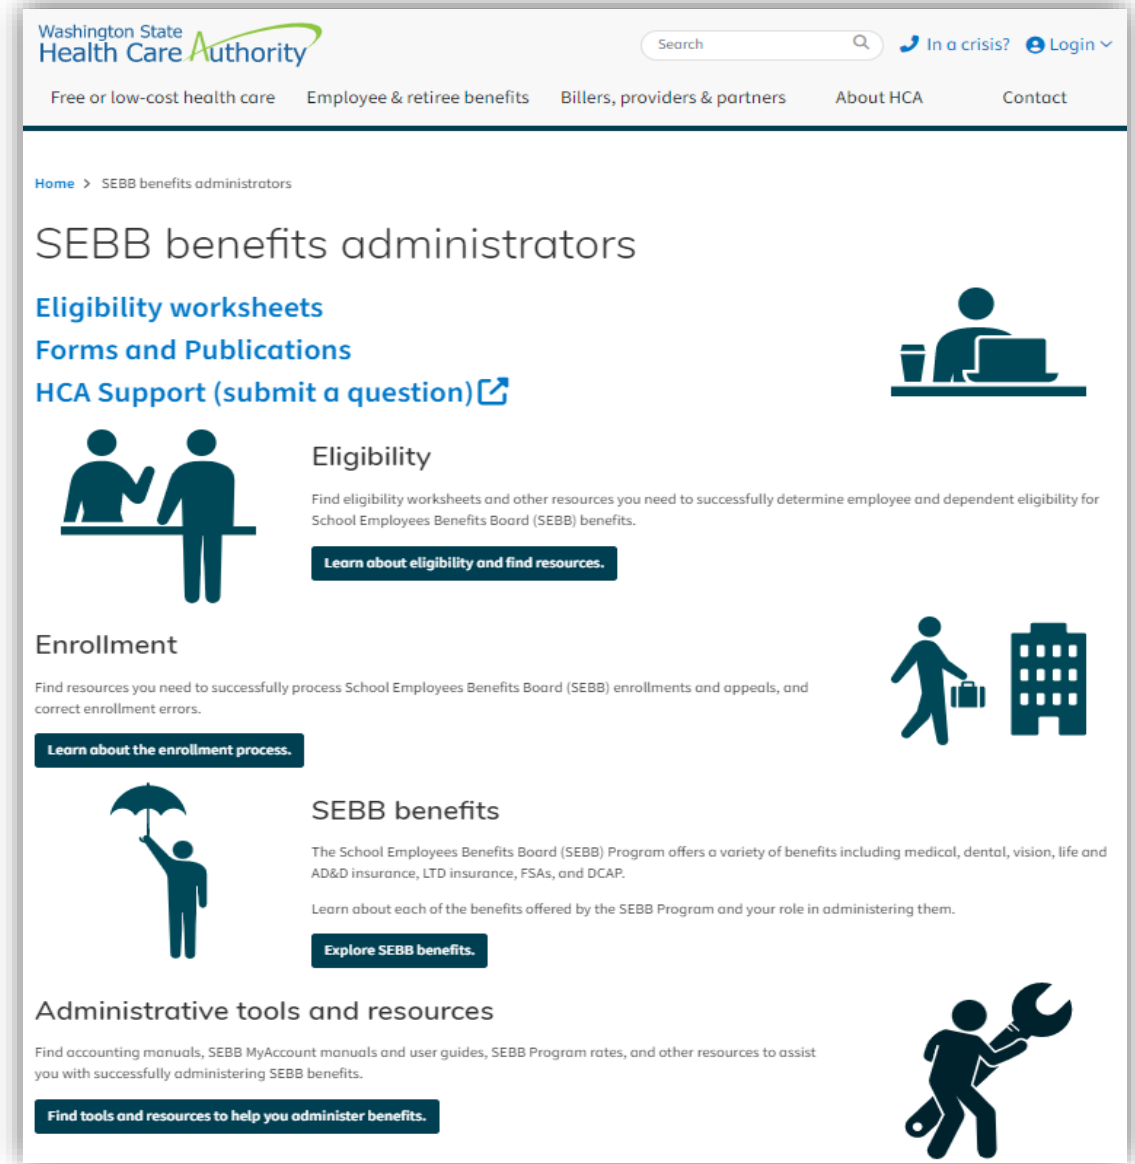 Washington State
Health Care Authority
Search
In a crisis?
Login
Free or low-cost health care
Employee & retiree benefits
Billers, providers & partners
About HCA
Contact
Home > SEBB benefits administrators
SEBB benefits administrators
Eligibility worksheets
Forms and Publications
HCA Support (submit a question)
Eligibility
Find eligibility worksheets and other resources you need to successfully determine employee and dependent eligibility for
School Employees Benefits Board (SEBB) benefits.
Learn about eligibility and find resources.
Enrollment
Find resources you need to successfully process School Employees Benefits Board (SEBB) enrollments and appeals, and
correct enrollment errors.
Learn about the enrollment process.
SEBB benefits
The School Employees Benefits Board (SEBB) Program offers a variety of benefits including medical, dental, vision, life and
AD&D insurance, LTD insurance, FSAs, and DCAP.
Learn about each of the benefits offered by the SEBB Program and your role in administering them.
Explore SEBB benefits.
Administrative tools and resources
Find accounting manuals, SEBB MyAccount manuals and user guides, SEBB Program rates, and other resources to assist
you with successfully administering SEBB benefits.
Find tools and resources to help you administer benefits.